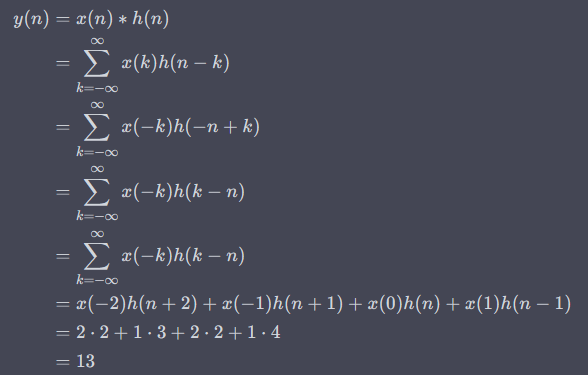 y(n) = x(n) ∗ h(n)
= ∑_{k=−∞}^{∞} x(k)h(n − k)
= ∑_{k=−∞}^{∞} x(−k)h(−n + k)
= ∑_{k=−∞}^{∞} x(−k)h(k − n)
= ∑_{k=−∞}^{∞} x(−k)h(k − n)
= x(−2)h(n + 2) + x(−1)h(n + 1) + x(0)h(n) + x(1)h(n − 1)
= 2 · 2 + 1 · 3 + 2 · 2 + 1 · 4
= 13